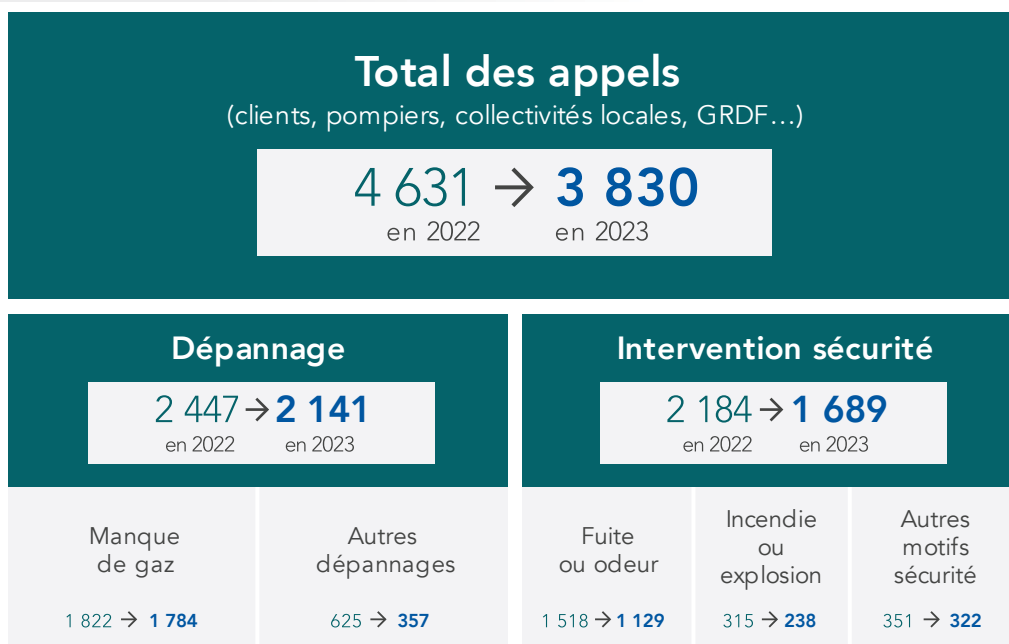 Total des appels
(clients, pompiers, collectivités locales, GRDF...)
4 631 → 3 830
en 2022 en 2023
Dépannage
2 447 → 2 141
en 2022 en 2023
Manque
de gaz
1 822 → 1 784
Autres
dépannages
625 → 357
Intervention sécurité
2 184 → 1 689
en 2022 en 2023
Fuite
ou odeur
1 518 → 1 129
Incendie
ou
explosion
315 → 238
Autres
motifs
sécurité
351 → 322